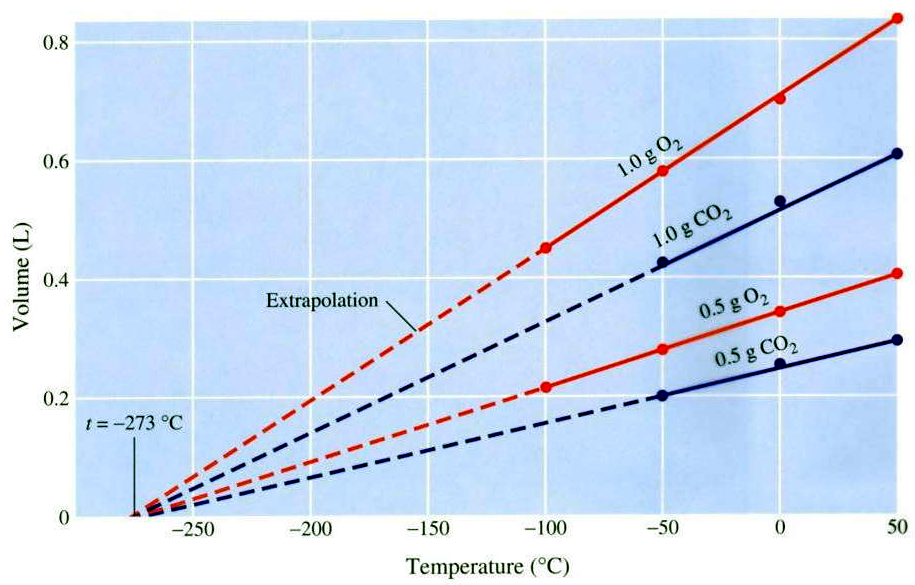 0.8
0.6
0.4
0.2
0
Volume (L)
1.0 g O₂
1.0 g CO₂
Extrapolation
0.5 g O₂
0.5 g CO₂
t = −273 °C
−250
−200
−150
−100
−50
0
50
Temperature (°C)